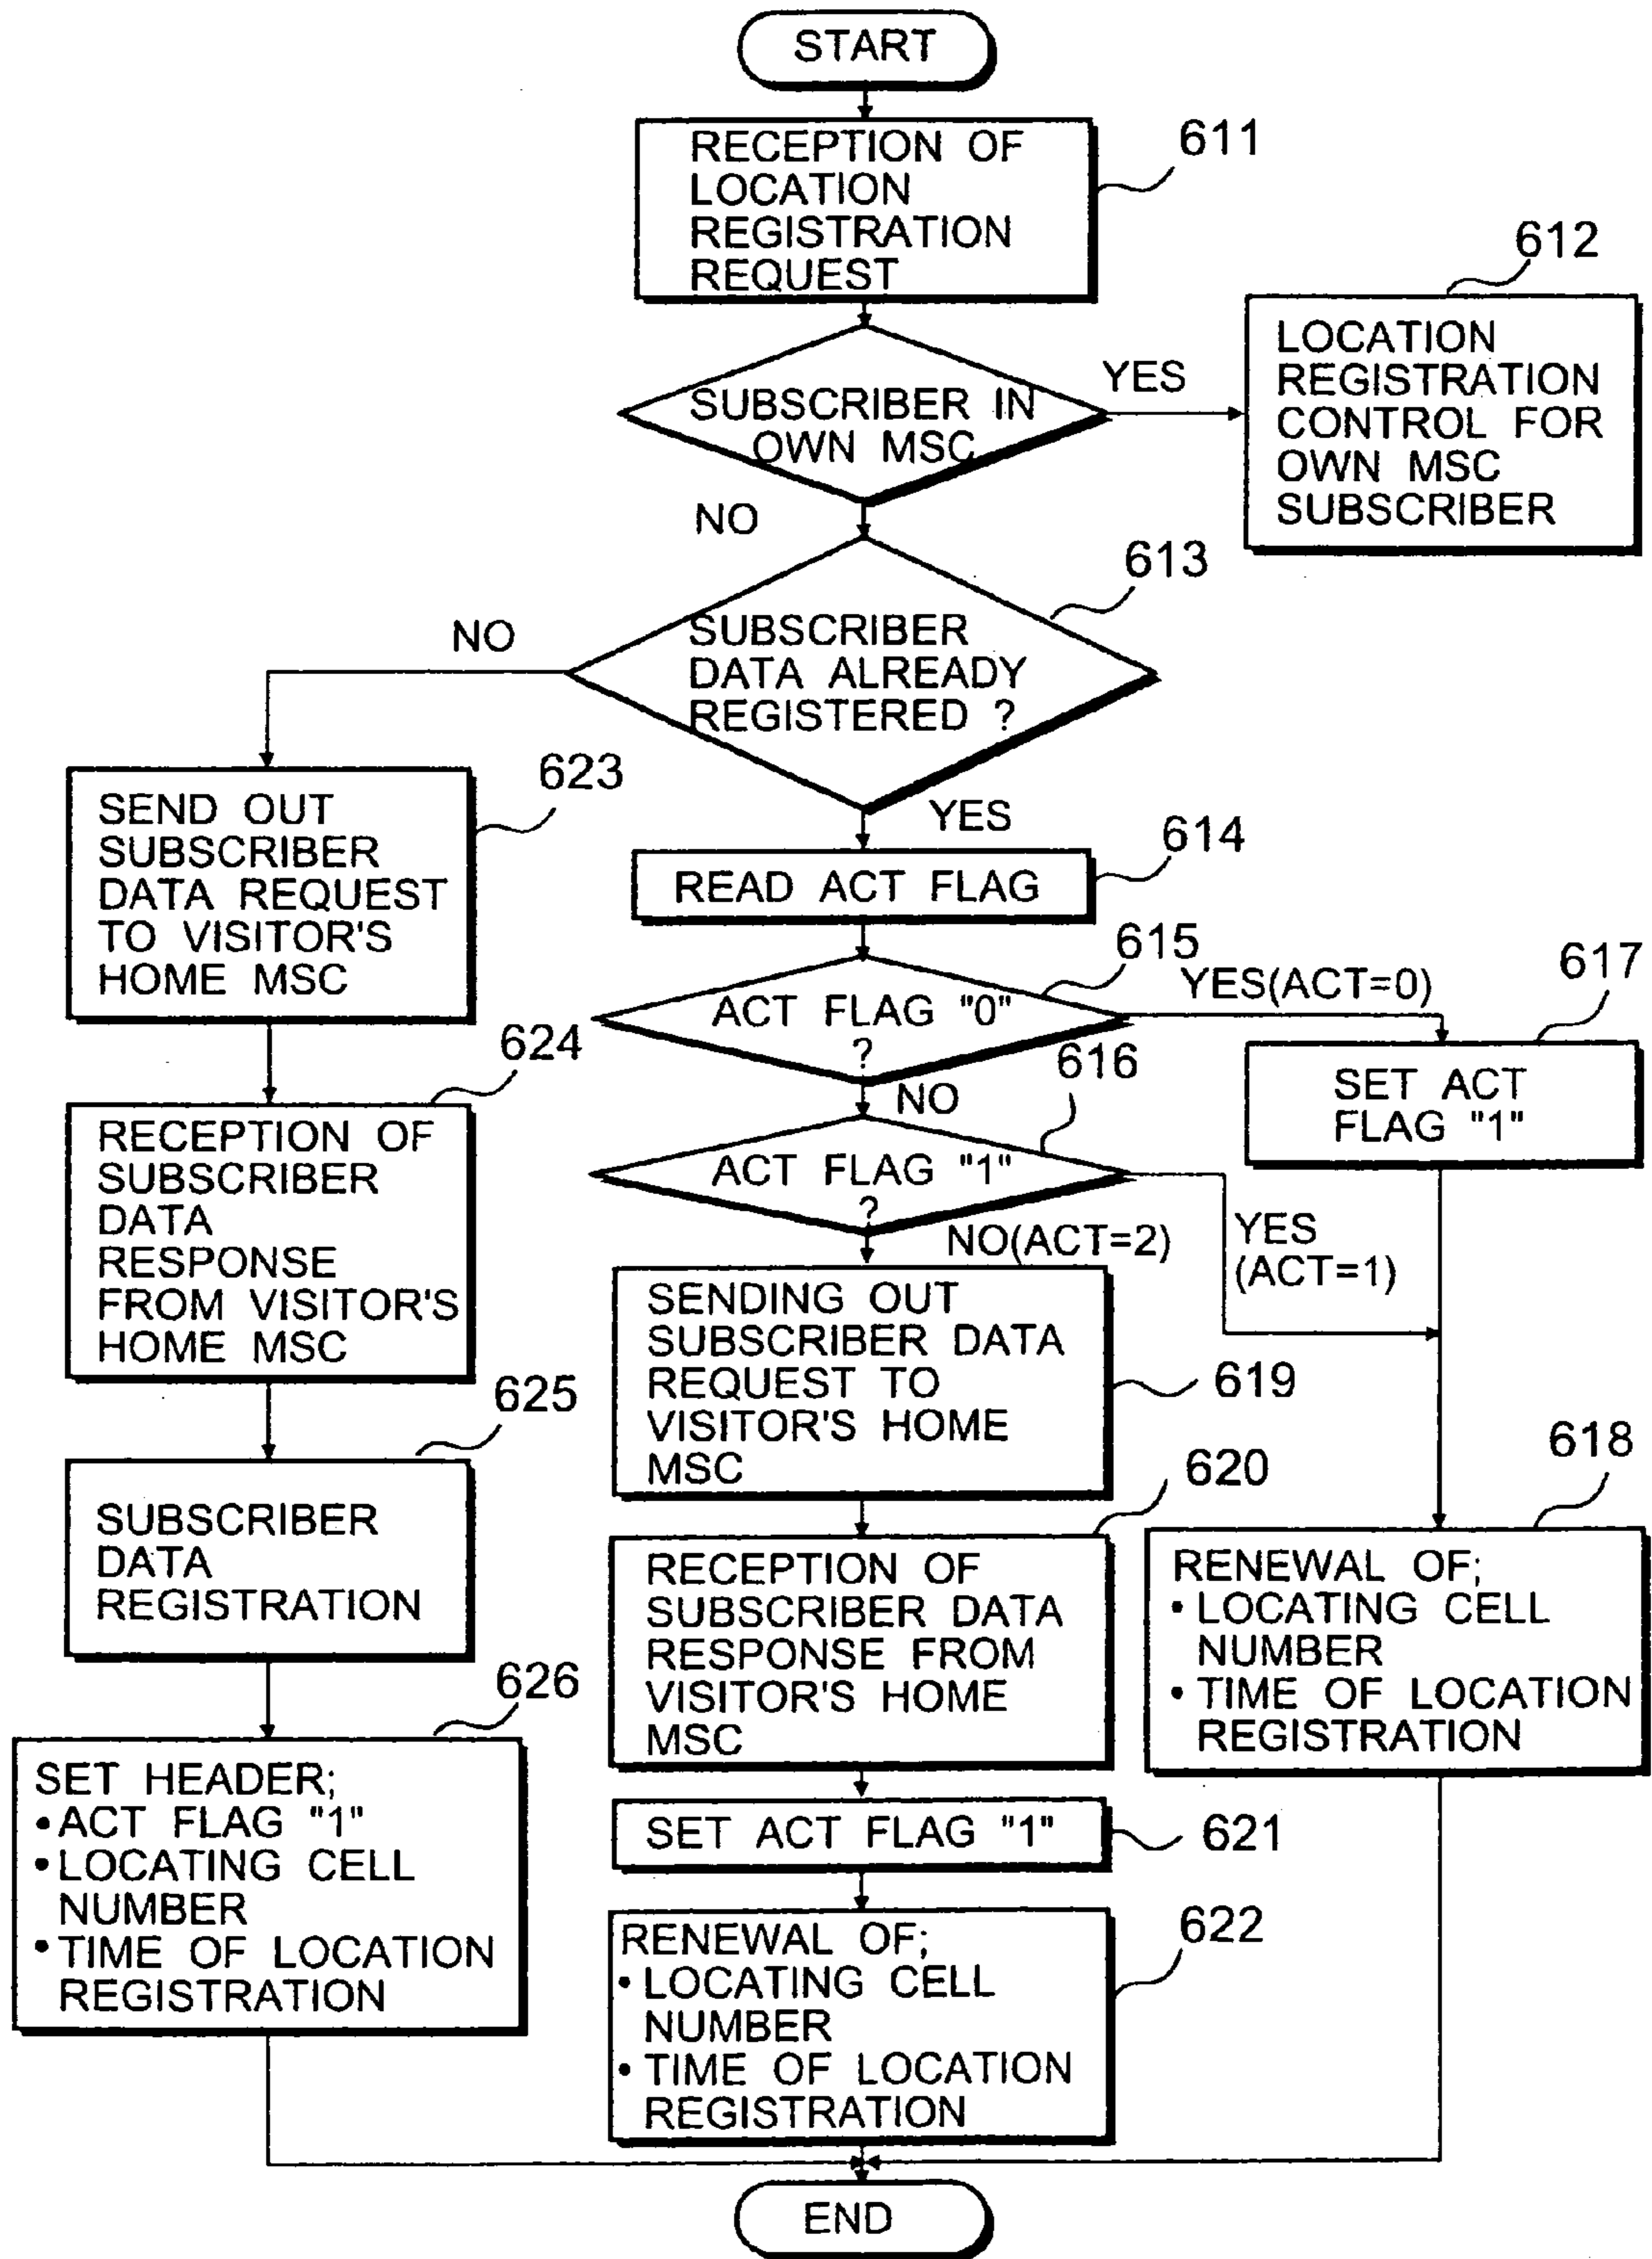 START
RECEPTION OF
LOCATION
REGISTRATION
REQUEST
611
612
SUBSCRIBER IN
OWN MSC
YES
LOCATION
REGISTRATION
CONTROL FOR
OWN MSC
SUBSCRIBER
NO
613
SUBSCRIBER
DATA ALREADY
REGISTERED ?
NO
YES
623
SEND OUT
SUBSCRIBER
DATA REQUEST
TO VISITOR'S
HOME MSC
614
READ ACT FLAG
615
ACT FLAG "0"
?
YES(ACT=0)
617
SET ACT
FLAG "1"
NO
616
ACT FLAG "1"
?
YES
(ACT=1)
NO(ACT=2)
624
RECEPTION OF
SUBSCRIBER
DATA
RESPONSE
FROM VISITOR'S
HOME MSC
SENDING OUT
SUBSCRIBER DATA
REQUEST TO
VISITOR'S HOME
MSC
619
625
SUBSCRIBER
DATA
REGISTRATION
620
RECEPTION OF
SUBSCRIBER DATA
RESPONSE FROM
VISITOR'S HOME
MSC
618
RENEWAL OF;
• LOCATING CELL
NUMBER
• TIME OF LOCATION
REGISTRATION
626
SET HEADER;
• ACT FLAG "1"
• LOCATING CELL
NUMBER
• TIME OF LOCATION
REGISTRATION
SET ACT FLAG "1"
621
622
RENEWAL OF;
• LOCATING CELL
NUMBER
• TIME OF LOCATION
REGISTRATION
END